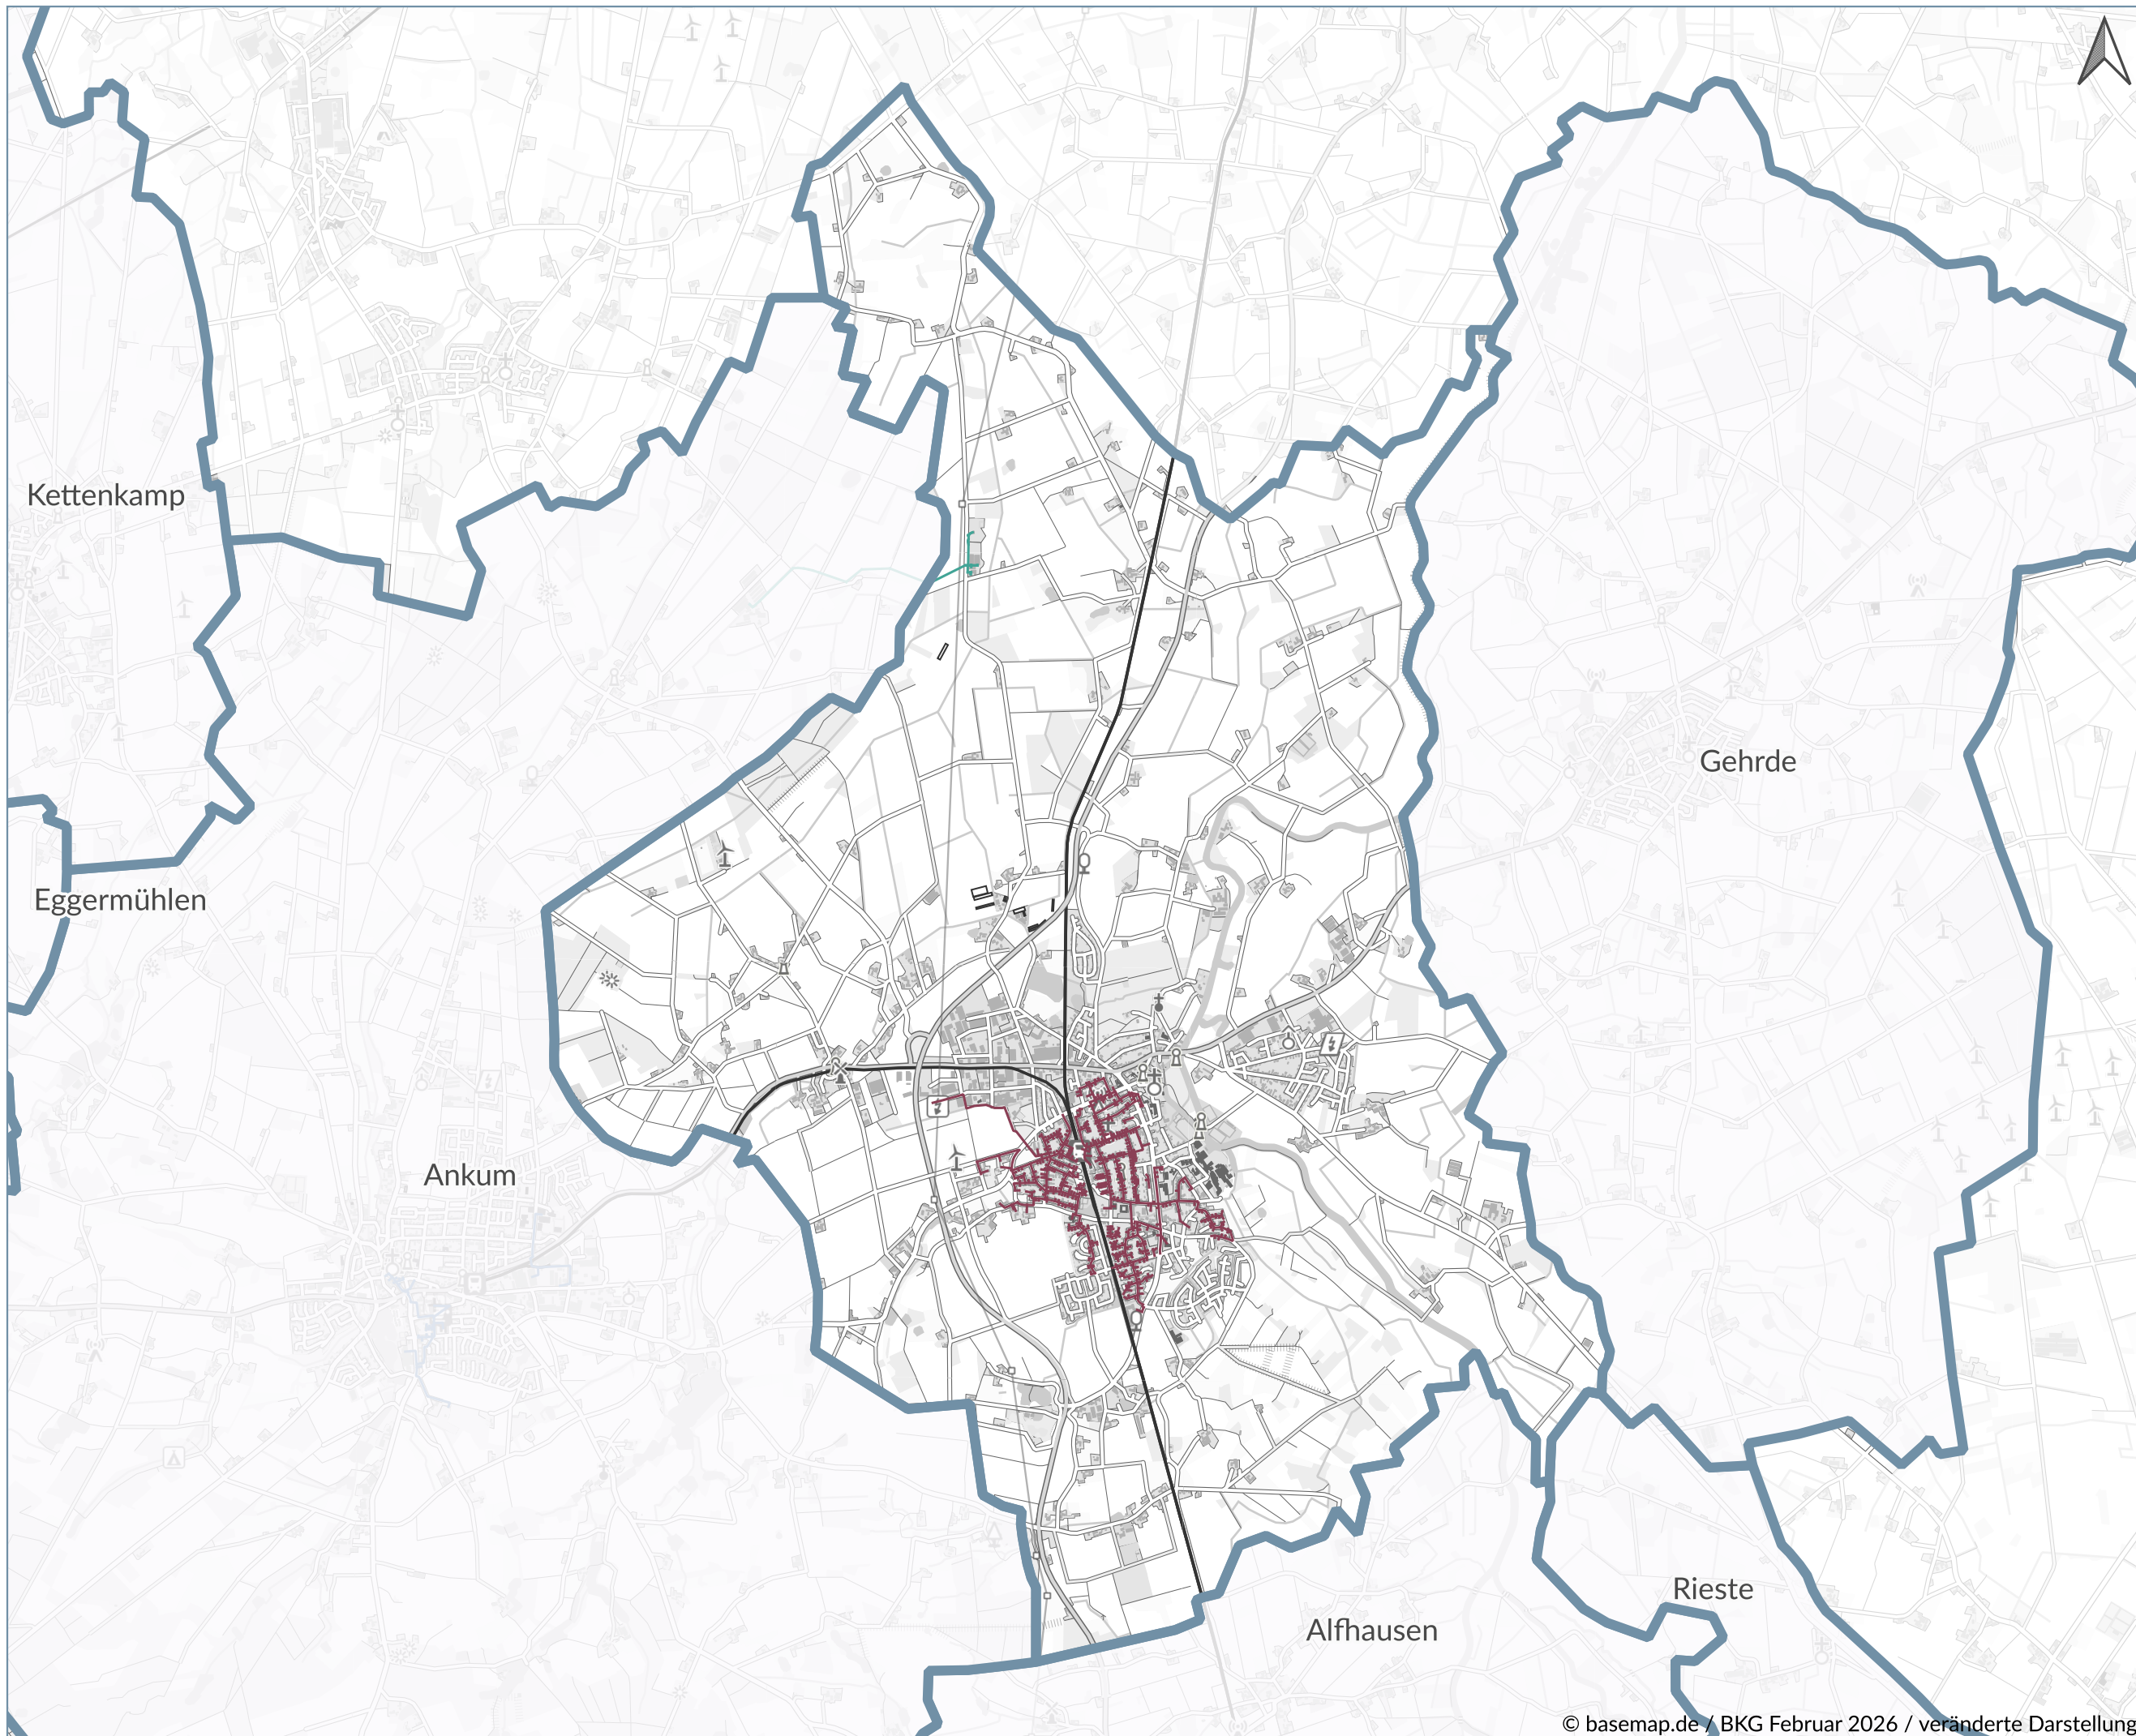 Kettenkamp
Gehrde
Eggermühlen
Ankum
Rieste
Alfhausen
© basemap.de / BKG Februar 2026 / veränderte Darstellung